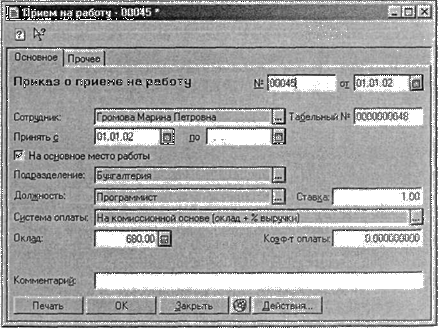 Прием на работу - 00045 *
Основное Прочее
Приказ о приеме на работу № 00045 от 01.01.02
Сотрудник: Громова Марина Петровна ... Табельный № 0000000048
Принять с 01.01.02 по . .
На основное место работы
Подразделение: Бухгалтерия ...
Должность: Программист ... Ставка: 1.00
Система оплаты: На комиссионной основе (оклад + % выручки) ...
Оклад: 680.00 Коэф-т оплаты: 0.000000000
Комментарий:
Печать OK Закрыть Действия...